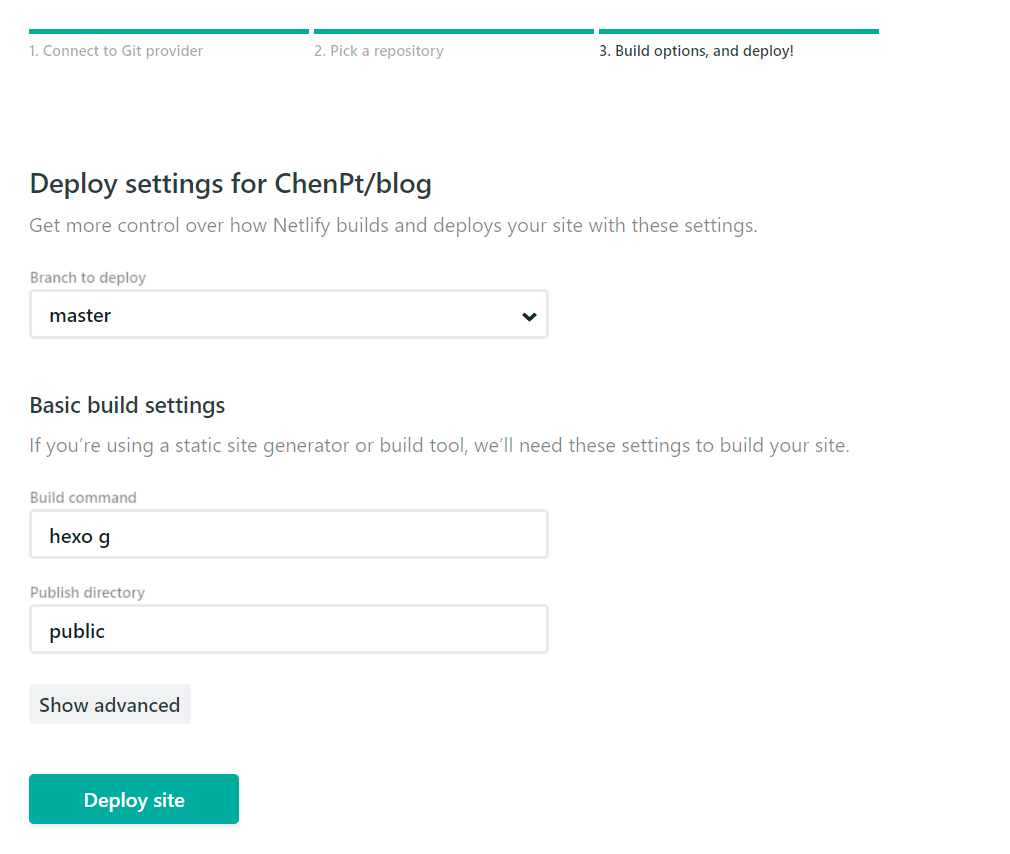 1. Connect to Git provider
2. Pick a repository
3. Build options, and deploy!
Deploy settings for ChenPt/blog
Get more control over how Netlify builds and deploys your site with these settings.
Branch to deploy
master
Basic build settings
If you’re using a static site generator or build tool, we’ll need these settings to build your site.
Build command
hexo g
Publish directory
public
Show advanced
Deploy site